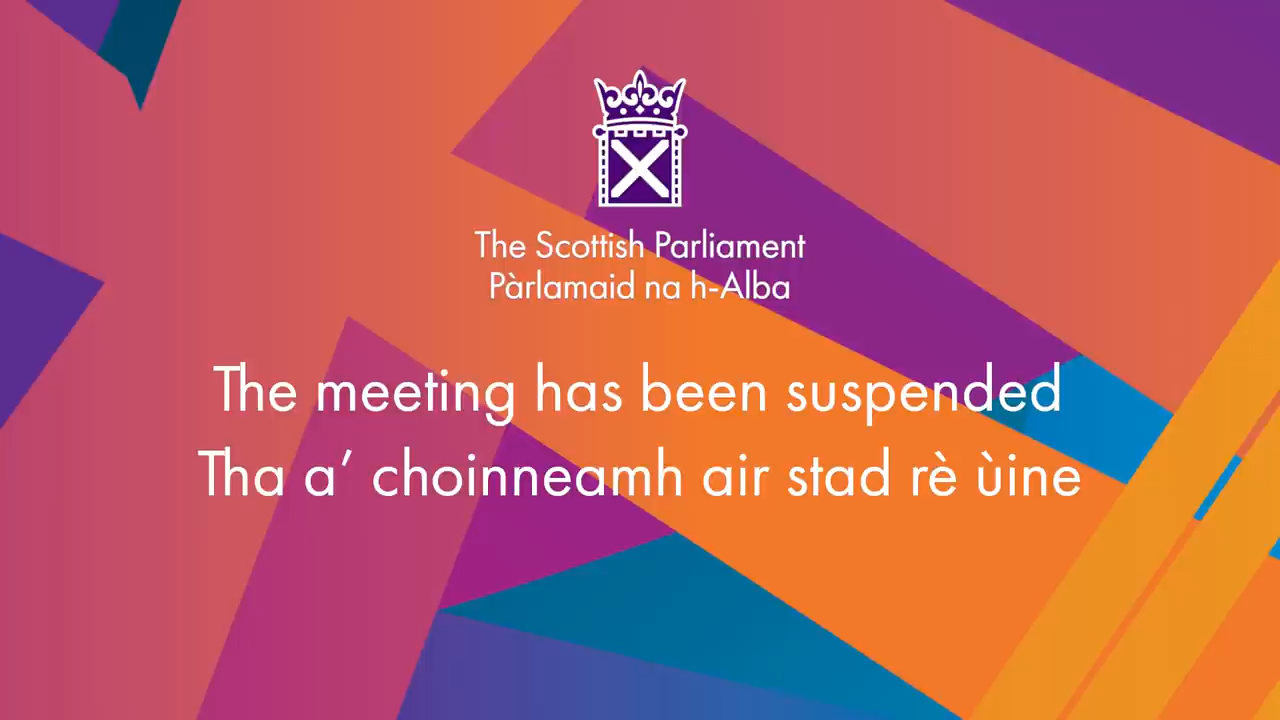 The Scottish Parliament
Pàrlamaid na h-Alba
The meeting has been suspended
Tha a’ choinneamh air stad rè ùine